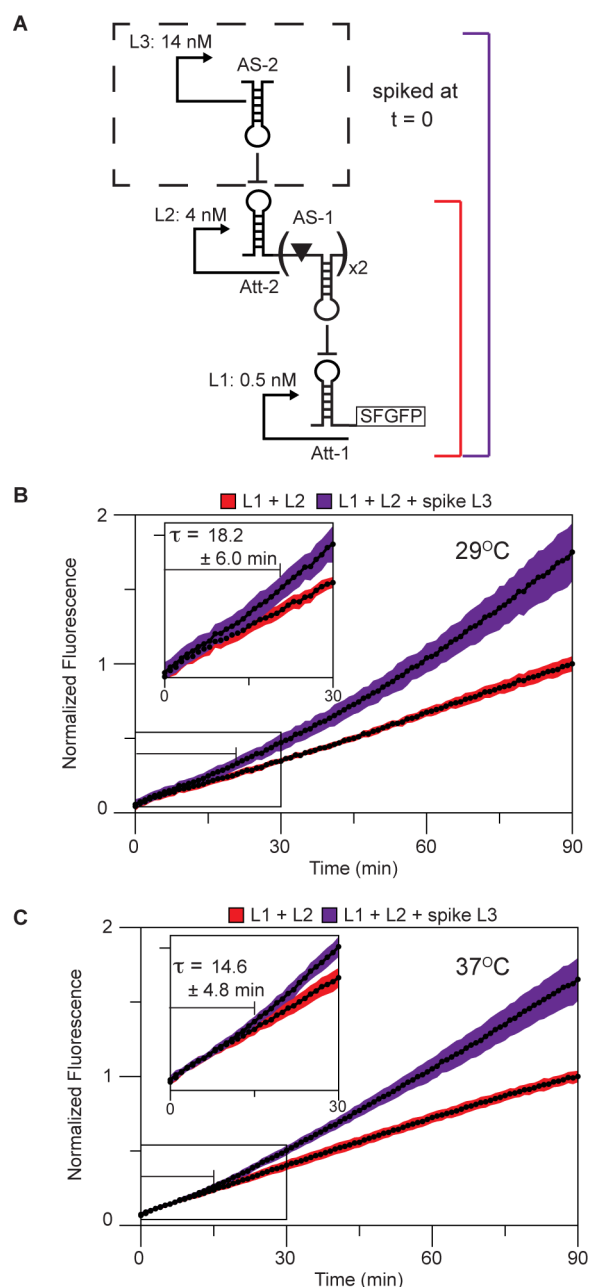 A
L3: 14 nM
AS-2
spiked at
t = 0
L2: 4 nM
AS-1
( )x2
Att-2
L1: 0.5 nM
SFGFP
Att-1
B
L1 + L2 L1 + L2 + spike L3
2
1
0
Normalized Fluorescence
τ = 18.2
± 6.0 min
29°C
0 30
0 30 60 90
Time (min)
C
L1 + L2 L1 + L2 + spike L3
2
1
0
Normalized Fluorescence
τ = 14.6
± 4.8 min
37°C
0 30
0 30 60 90
Time (min)